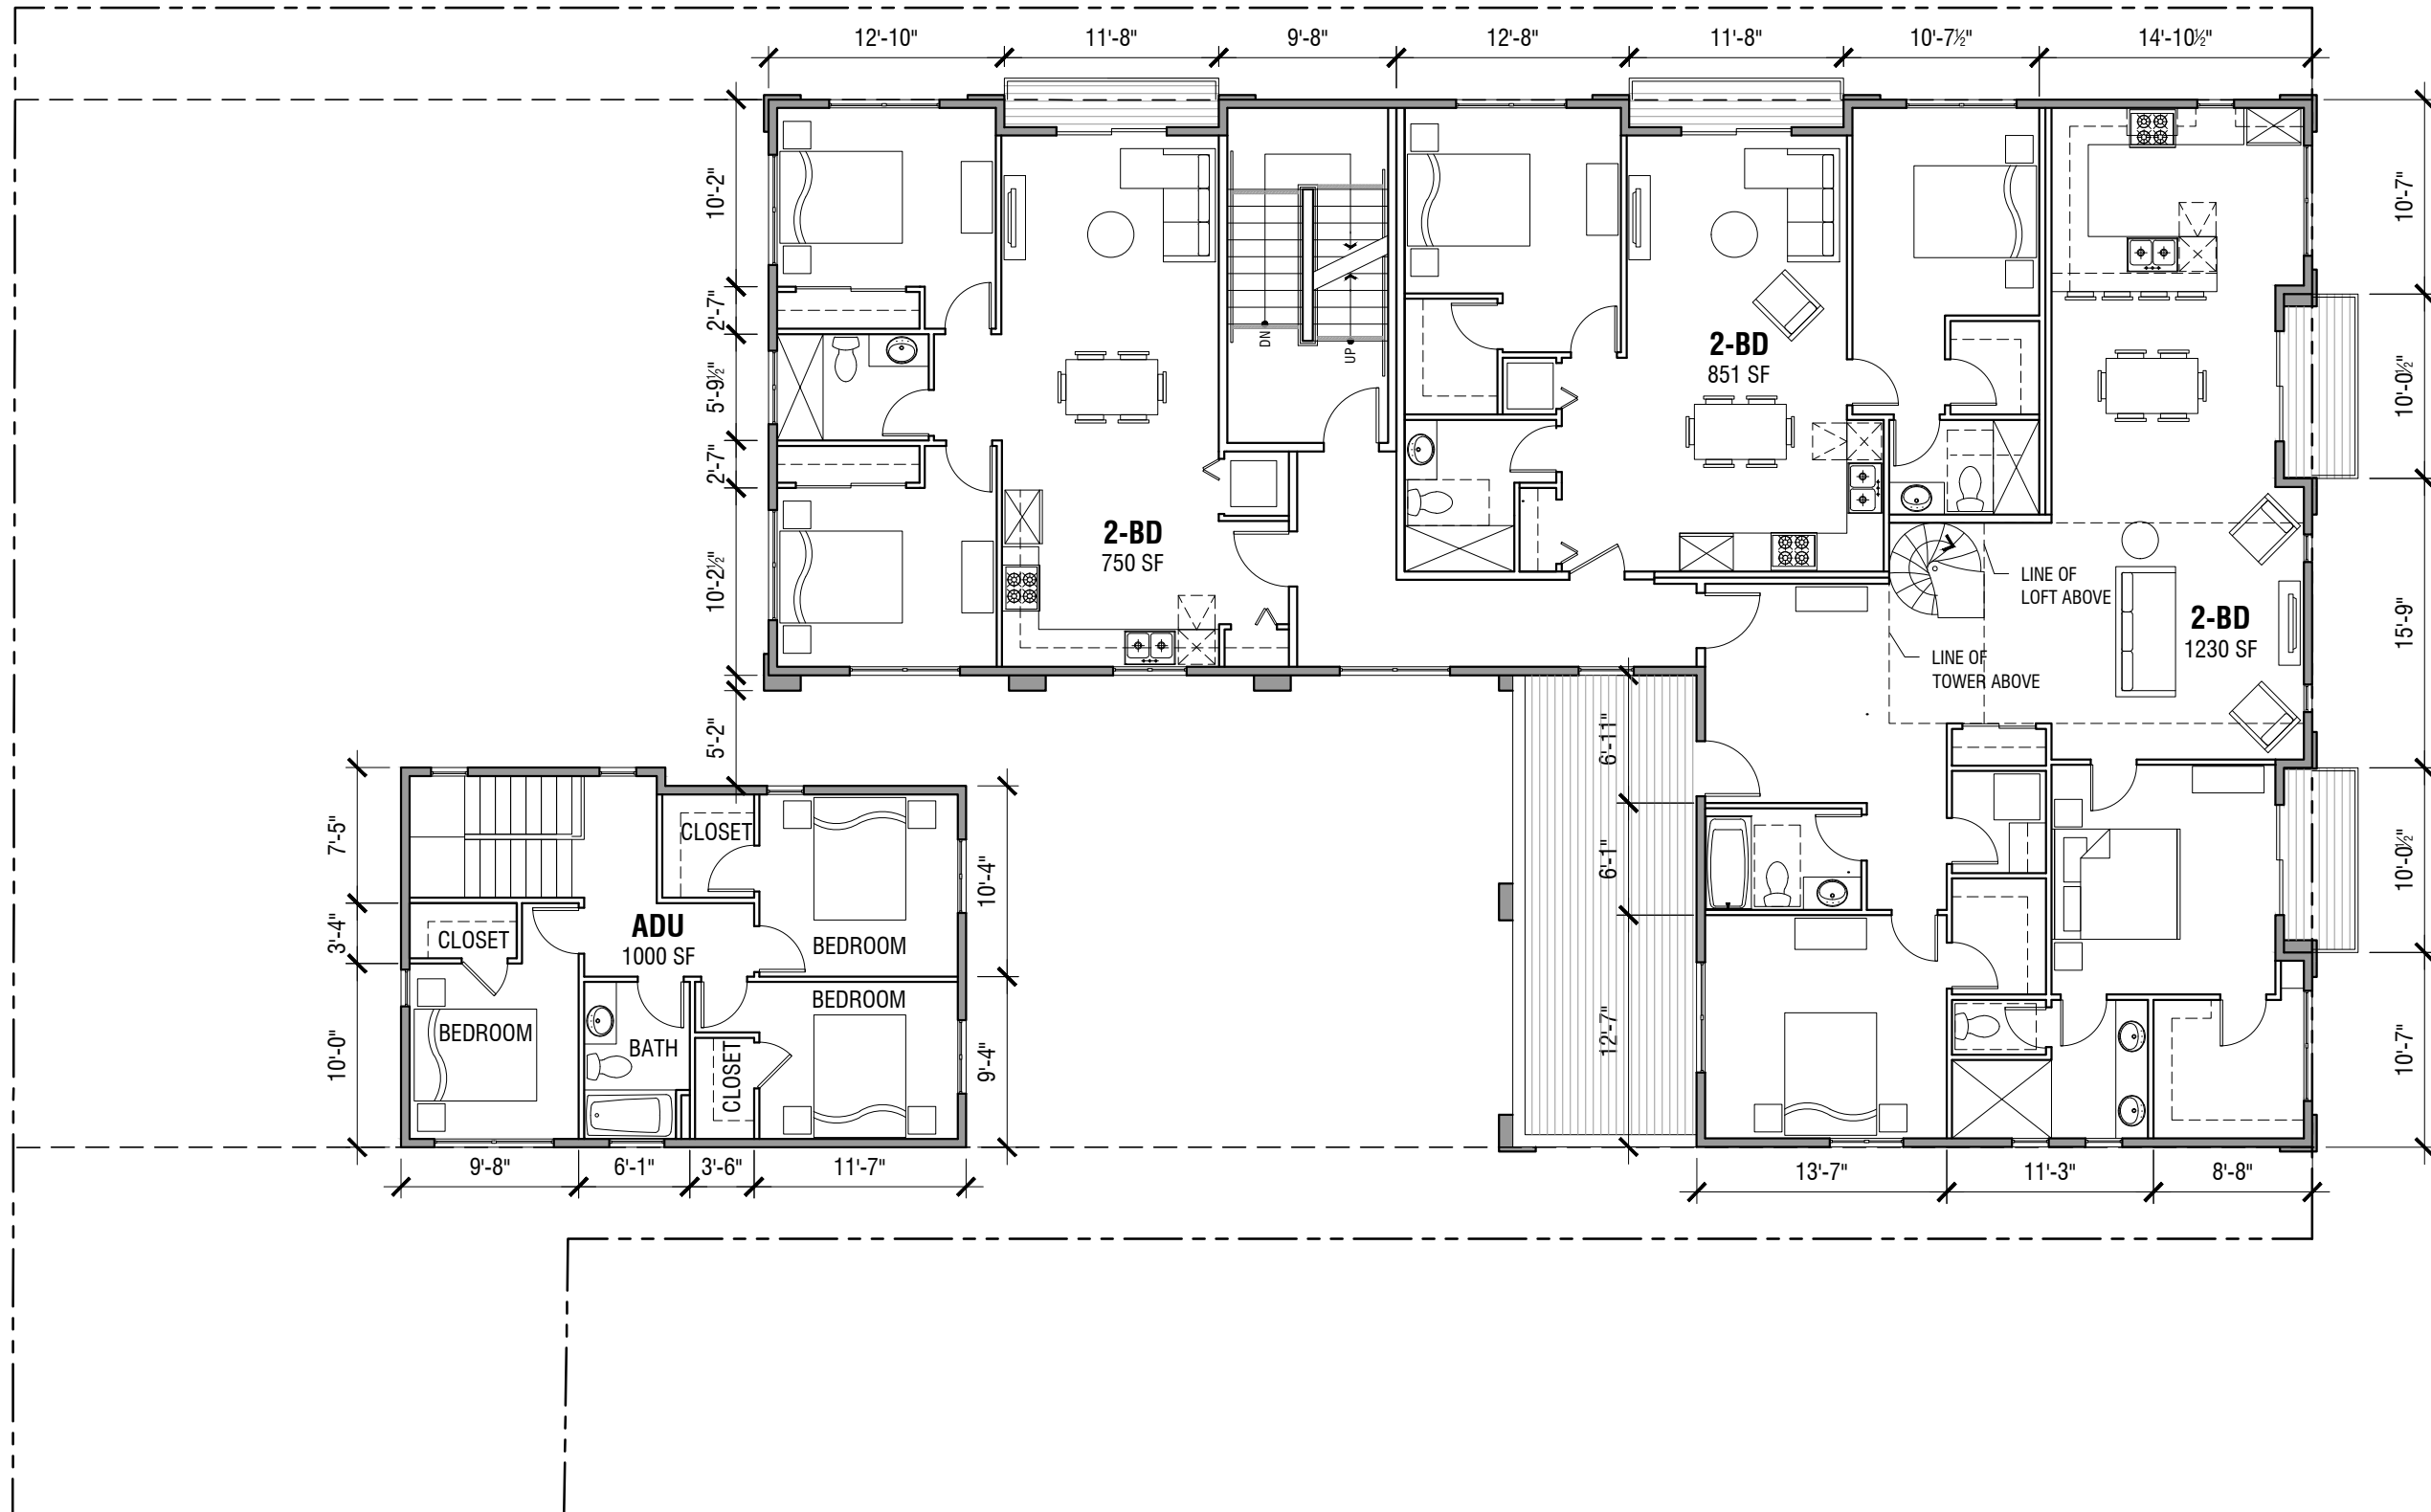 12'-10"
11'-8"
9'-8"
12'-8"
11'-8"
10'-7½"
14'-10½"
10'-2"
2'-7"
5'-9½"
2'-7"
10'-2½"
5'-2"
10'-7"
10'-0½"
15'-9"
10'-0½"
10'-7"
DN
UP
2-BD
851 SF
2-BD
750 SF
LINE OF
LOFT ABOVE
2-BD
1230 SF
LINE OF
TOWER ABOVE
6'-11"
6'-1"
12'-7"
7'-5"
3'-4"
10'-0"
CLOSET
10'-4"
9'-4"
CLOSET
ADU
1000 SF
BEDROOM
BEDROOM
BEDROOM
BATH
CLOSET
9'-8"
6'-1"
3'-6"
11'-7"
13'-7"
11'-3"
8'-8"